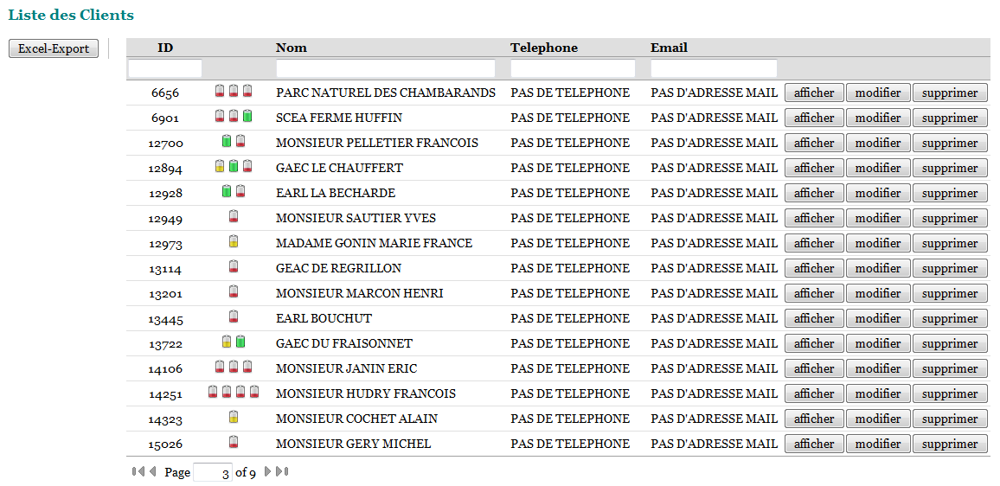 Liste des Clients
Excel-Export
ID Nom Telephone Email
6656 PARC NATUREL DES CHAMBARANDS PAS DE TELEPHONE PAS D'ADRESSE MAIL afficher modifier supprimer
6901 SCEA FERME HUFFIN PAS DE TELEPHONE PAS D'ADRESSE MAIL afficher modifier supprimer
12700 MONSIEUR PELLETIER FRANCOIS PAS DE TELEPHONE PAS D'ADRESSE MAIL afficher modifier supprimer
12894 GAEC LE CHAUFFERT PAS DE TELEPHONE PAS D'ADRESSE MAIL afficher modifier supprimer
12928 EARL LA BECHARDE PAS DE TELEPHONE PAS D'ADRESSE MAIL afficher modifier supprimer
12949 MONSIEUR SAUTIER YVES PAS DE TELEPHONE PAS D'ADRESSE MAIL afficher modifier supprimer
12973 MADAME GONIN MARIE FRANCE PAS DE TELEPHONE PAS D'ADRESSE MAIL afficher modifier supprimer
13114 GEAC DE REGRILLON PAS DE TELEPHONE PAS D'ADRESSE MAIL afficher modifier supprimer
13201 MONSIEUR MARCON HENRI PAS DE TELEPHONE PAS D'ADRESSE MAIL afficher modifier supprimer
13445 EARL BOUCHUT PAS DE TELEPHONE PAS D'ADRESSE MAIL afficher modifier supprimer
13722 GAEC DU FRAISONNET PAS DE TELEPHONE PAS D'ADRESSE MAIL afficher modifier supprimer
14106 MONSIEUR JANIN ERIC PAS DE TELEPHONE PAS D'ADRESSE MAIL afficher modifier supprimer
14251 MONSIEUR HUDRY FRANCOIS PAS DE TELEPHONE PAS D'ADRESSE MAIL afficher modifier supprimer
14323 MONSIEUR COCHET ALAIN PAS DE TELEPHONE PAS D'ADRESSE MAIL afficher modifier supprimer
15026 MONSIEUR GERY MICHEL PAS DE TELEPHONE PAS D'ADRESSE MAIL afficher modifier supprimer
Page 3 of 9